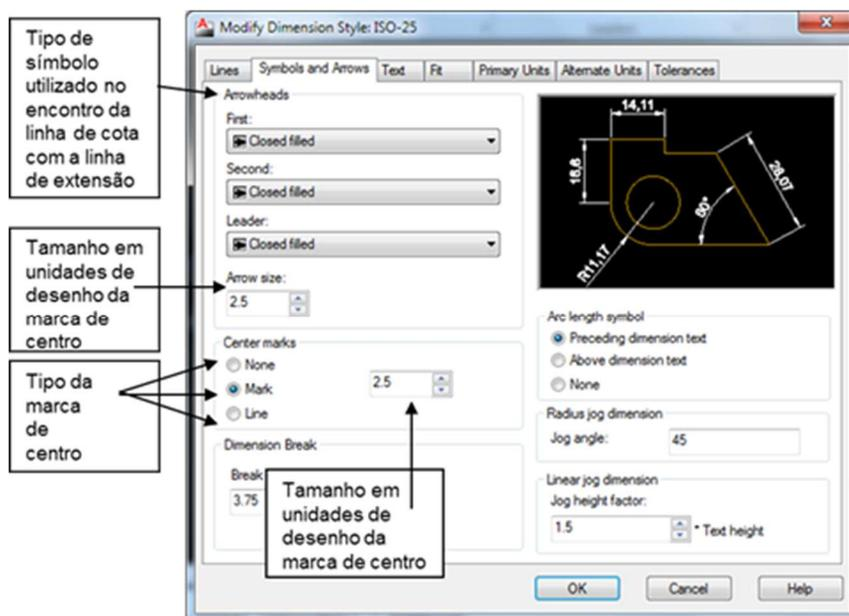 Modify Dimension Style: ISO-25
Lines Symbols and Arrows Text Fit Primary Units Alternate Units Tolerances
Tipo de
símbolo
utilizado no
encontro da
linha de cota
com a linha
de extensão
Arrowheads
First:
Closed filled
Second:
Closed filled
Leader:
Closed filled
Arrow size:
2.5
Tamanho em
unidades de
desenho da
marca de
centro
Center marks
None
Mark
Line
2.5
Tipo da
marca
de
centro
Dimension Break
Break
3.75
Tamanho em
unidades de
desenho da
marca de centro
14,11
16,6
28,07
60°
R11,17
Arc length symbol
Preceding dimension text
Above dimension text
None
Radius jog dimension
Jog angle: 45
Linear jog dimension
Jog height factor:
1.5 * Text height
OK Cancel Help